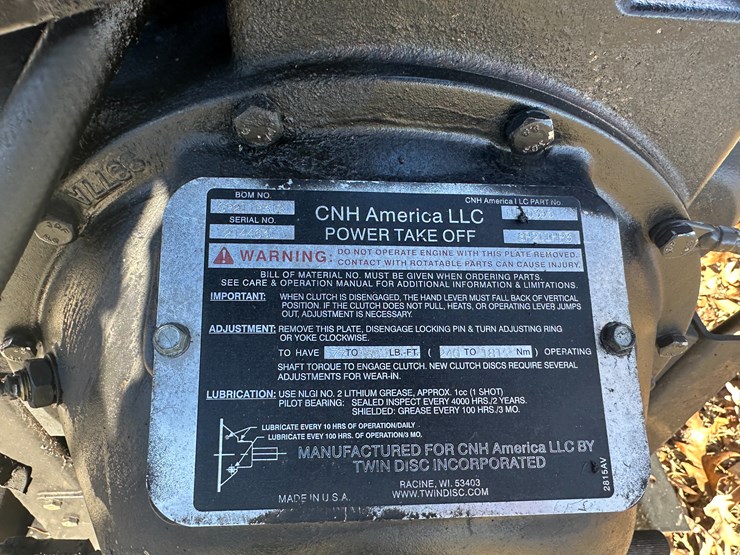 BOM NO.
CNH America LLC PART No.
CNH America LLC
SERIAL NO.
POWER TAKE OFF
WARNING: DO NOT OPERATE ENGINE WITH THIS PLATE REMOVED.
CONTACT WITH ROTATABLE PARTS CAN CAUSE INJURY.
BILL OF MATERIAL NO. MUST BE GIVEN WHEN ORDERING PARTS.
SEE CARE & OPERATION MANUAL FOR ADDITIONAL INFORMATION & LIMITATIONS.
IMPORTANT: WHEN CLUTCH IS DISENGAGED, THE HAND LEVER MUST FALL BACK OF VERTICAL
POSITION. IF THE CLUTCH DOES NOT PULL, HEATS, OR OPERATING LEVER JUMPS
OUT, ADJUSTMENT IS NECESSARY.
ADJUSTMENT: REMOVE THIS PLATE, DISENGAGE LOCKING PIN & TURN ADJUSTING RING
OR YOKE CLOCKWISE.
TO HAVE TO LB.-FT. ( TO Nm) OPERATING
SHAFT TORQUE TO ENGAGE CLUTCH. NEW CLUTCH DISCS REQUIRE SEVERAL
ADJUSTMENTS FOR WEAR-IN.
LUBRICATION: USE NLGI NO. 2 LITHIUM GREASE, APPROX. 1cc (1 SHOT)
PILOT BEARING: SEALED INSPECT EVERY 4000 HRS./2 YEARS.
SHIELDED: GREASE EVERY 100 HRS./3 MO.
LUBRICATE EVERY 10 HRS OF OPERATION/DAILY
LUBRICATE EVEY 100 HRS. OF OPERATION/3 MO.
MANUFACTURED FOR CNH America LLC BY
TWIN DISC INCORPORATED
RACINE, WI. 53403
MADE IN U.S.A. WWW.TWINDISC.COM
2815AV